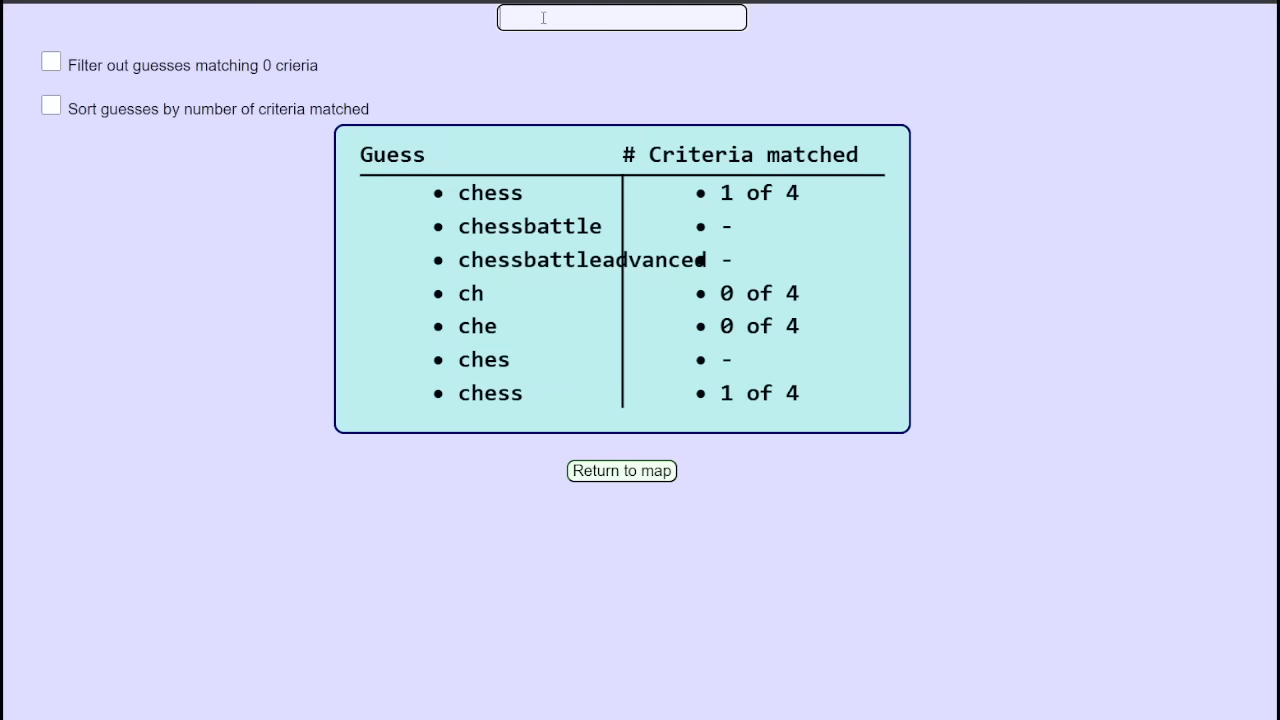 Filter out guesses matching 0 crieria
Sort guesses by number of criteria matched
Guess # Criteria matched
• chess • 1 of 4
• chessbattle • -
• chessbattleadvanced • -
• ch • 0 of 4
• che • 0 of 4
• ches • -
• chess • 1 of 4
Return to map